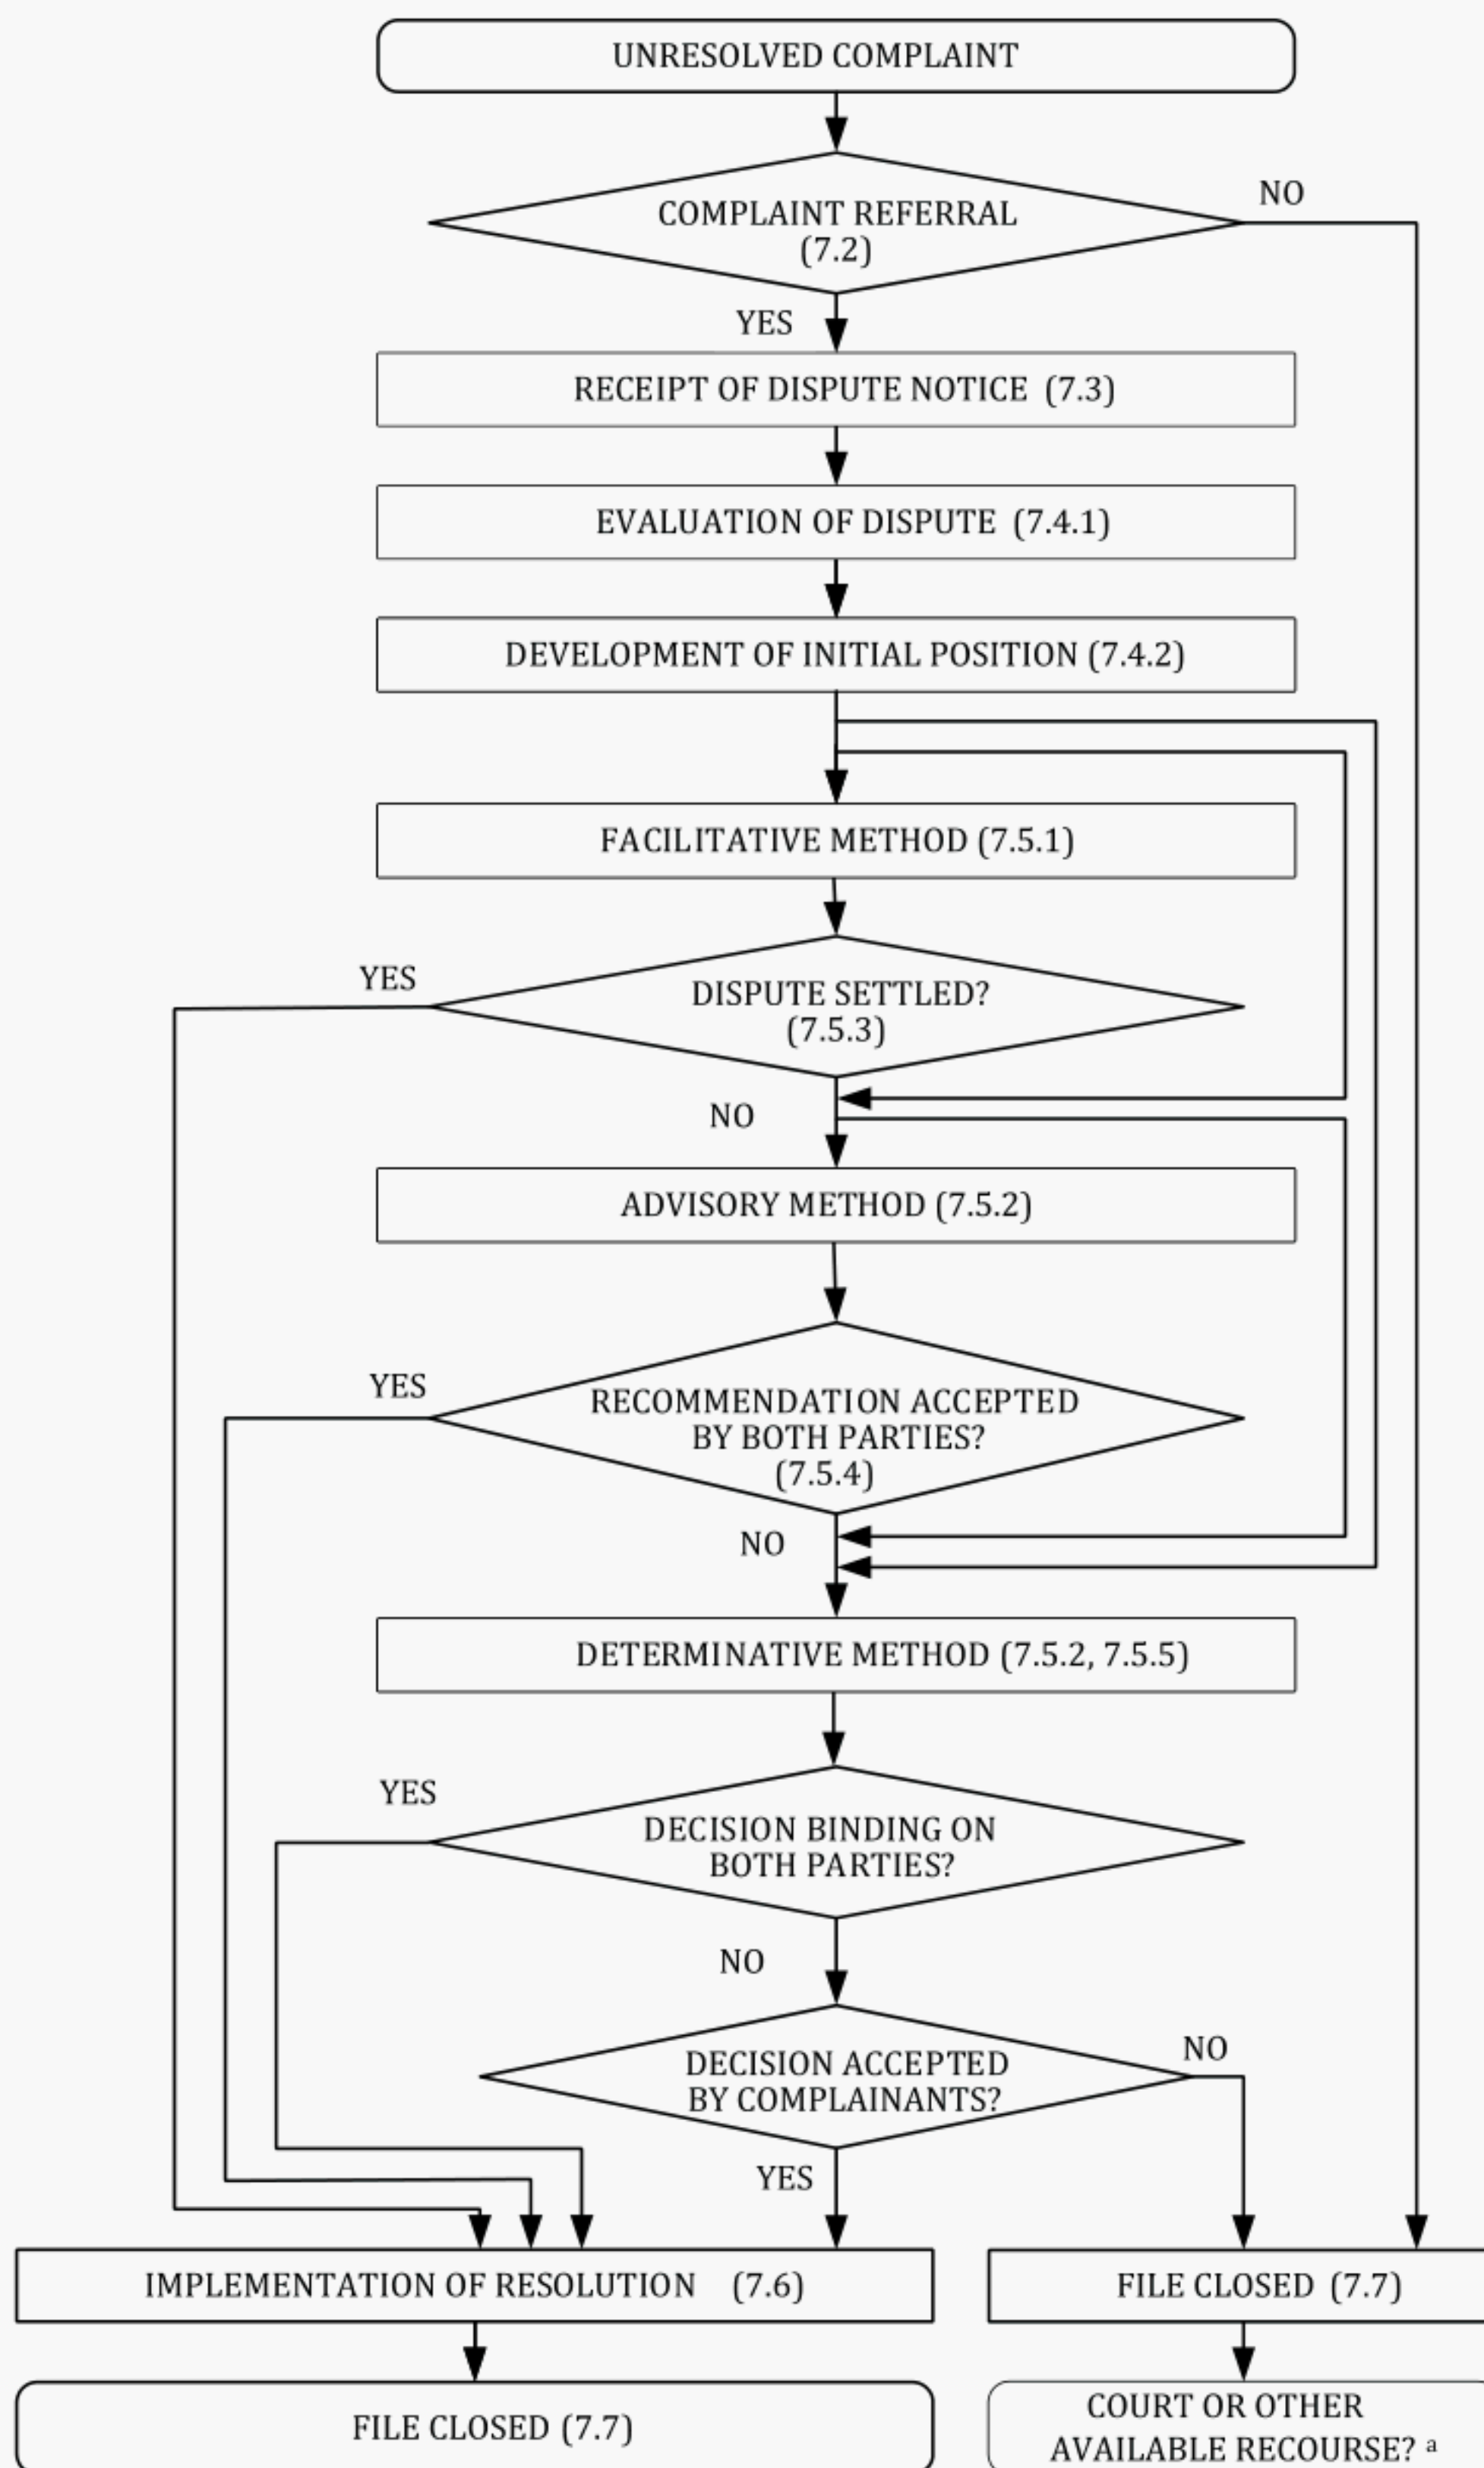 UNRESOLVED COMPLAINT
COMPLAINT REFERRAL
(7.2)
NO
YES
RECEIPT OF DISPUTE NOTICE (7.3)
EVALUATION OF DISPUTE (7.4.1)
DEVELOPMENT OF INITIAL POSITION (7.4.2)
FACILITATIVE METHOD (7.5.1)
YES
DISPUTE SETTLED?
(7.5.3)
NO
ADVISORY METHOD (7.5.2)
YES
RECOMMENDATION ACCEPTED
BY BOTH PARTIES?
(7.5.4)
NO
DETERMINATIVE METHOD (7.5.2, 7.5.5)
YES
DECISION BINDING ON
BOTH PARTIES?
NO
DECISION ACCEPTED
BY COMPLAINANTS?
NO
YES
IMPLEMENTATION OF RESOLUTION (7.6)
FILE CLOSED (7.7)
FILE CLOSED (7.7)
COURT OR OTHER
AVAILABLE RECOURSE? a